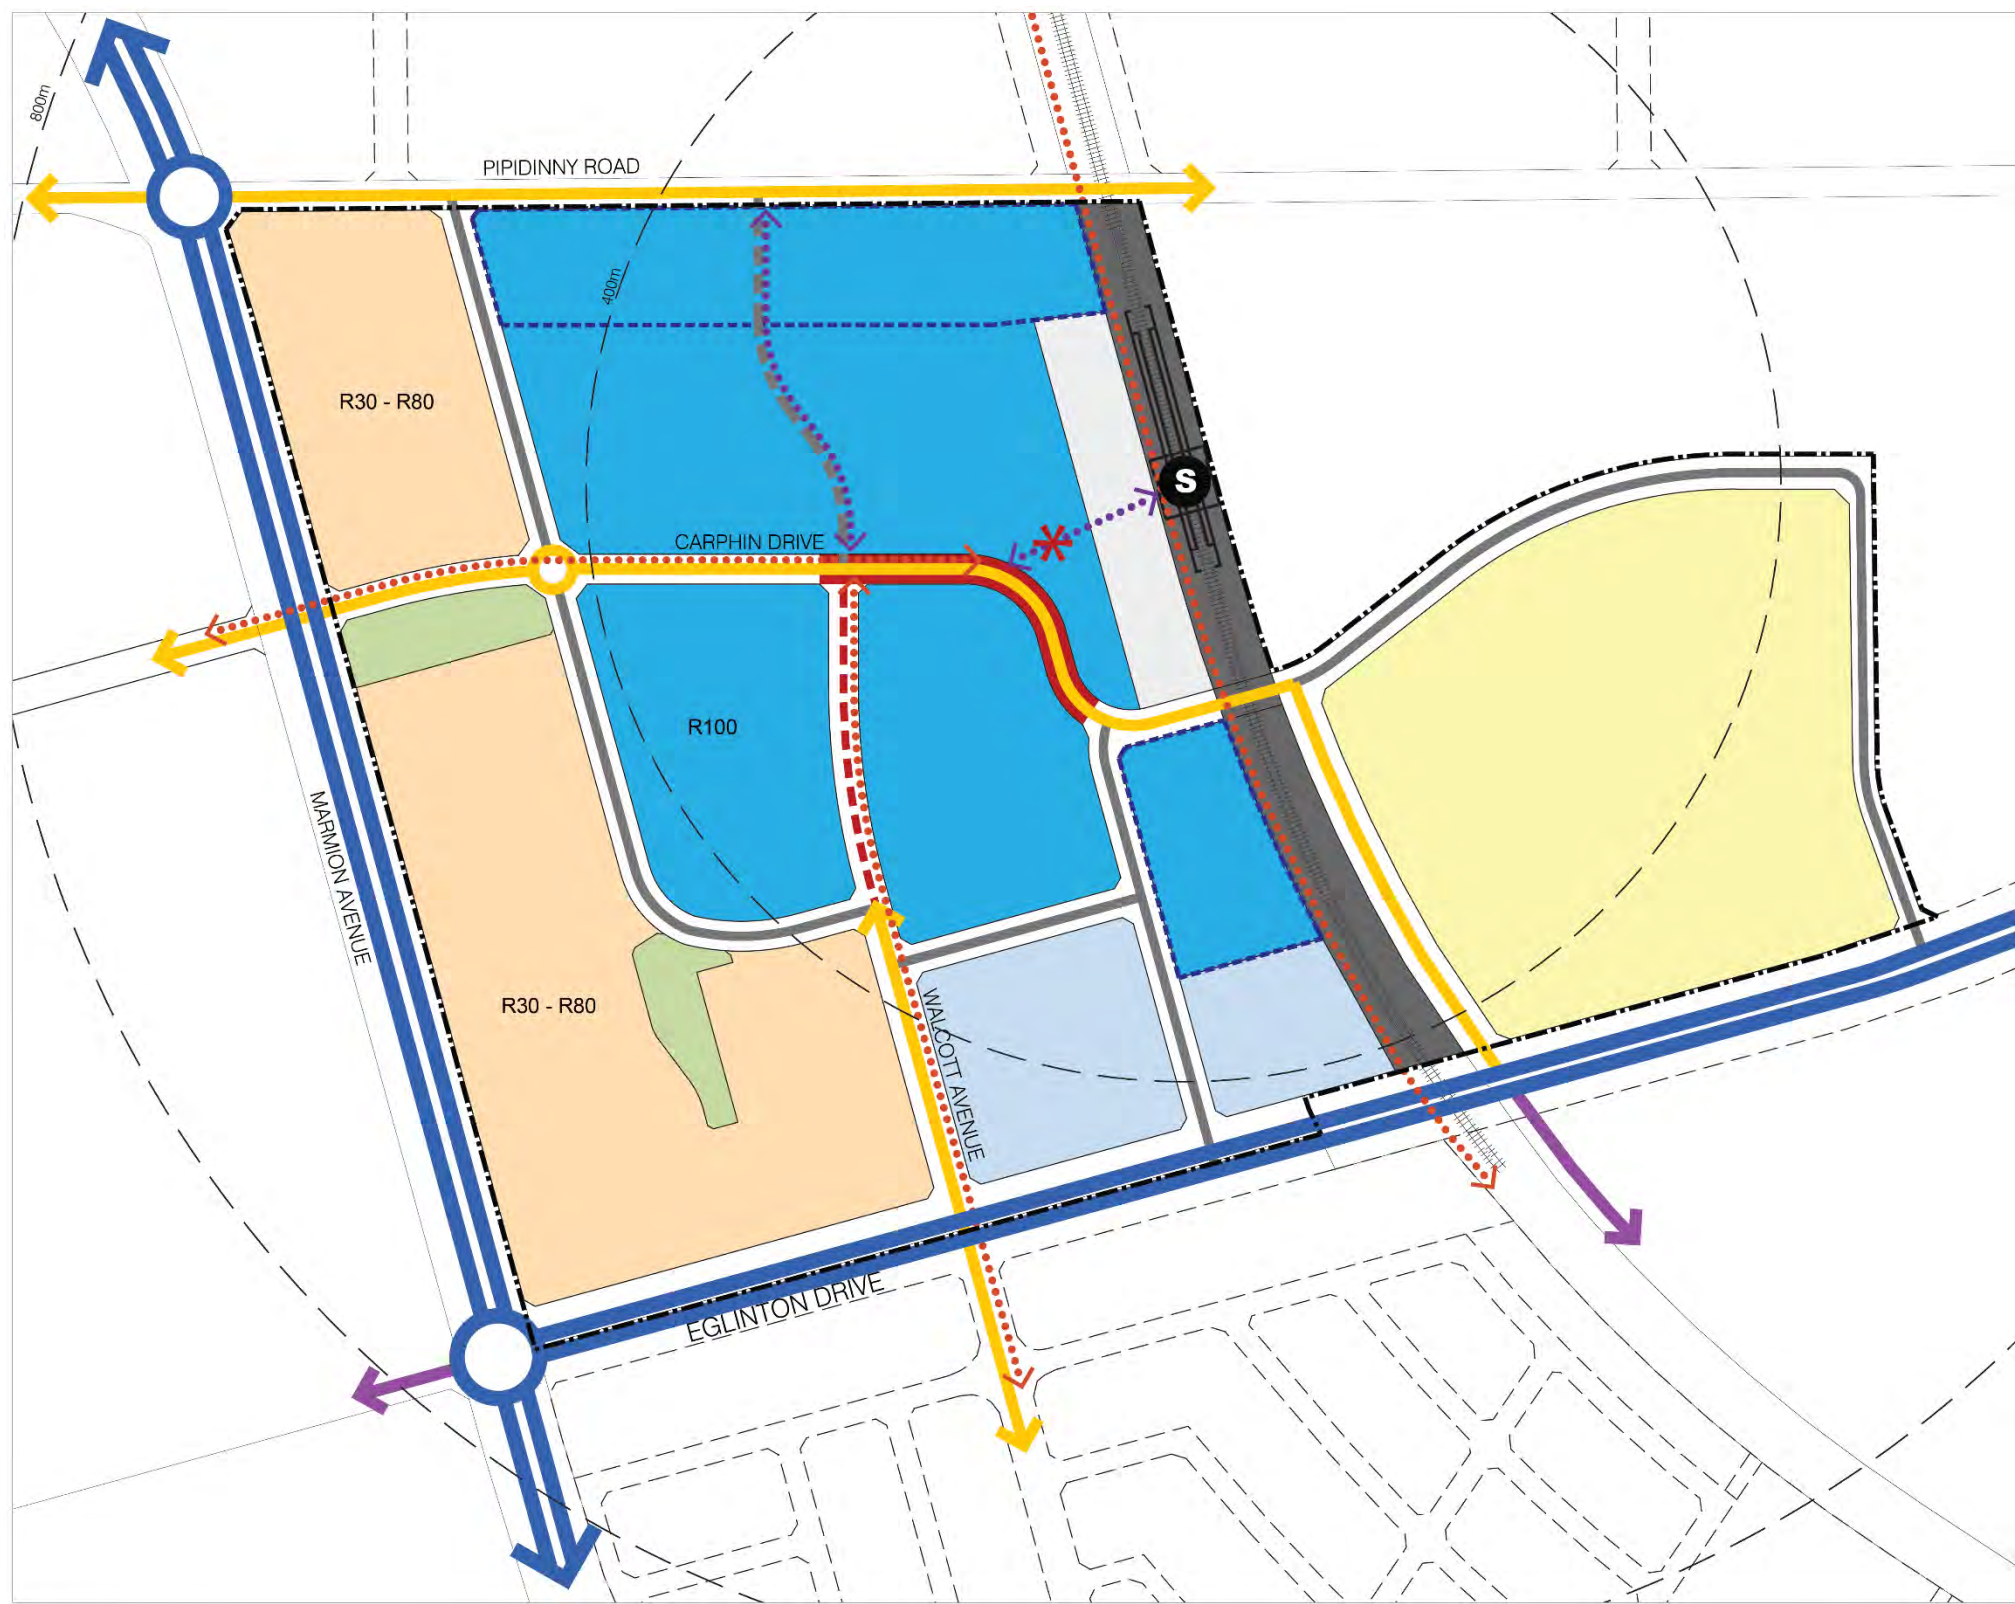 800m
PIPIDINNY ROAD
400m
R30 - R80
S
CARPHIN DRIVE
R100
MARMION AVENUE
R30 - R80
WALCOTT AVENUE
EGLINTON DRIVE